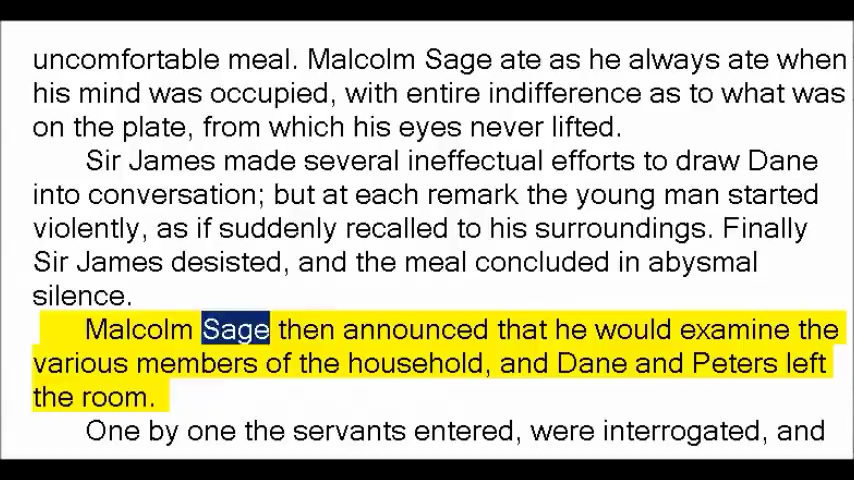 uncomfortable meal. Malcolm Sage ate as he always ate when
his mind was occupied, with entire indifference as to what was
on the plate, from which his eyes never lifted.
Sir James made several ineffectual efforts to draw Dane
into conversation; but at each remark the young man started
violently, as if suddenly recalled to his surroundings. Finally
Sir James desisted, and the meal concluded in abysmal
silence.
Malcolm Sage then announced that he would examine the
various members of the household, and Dane and Peters left
the room.
One by one the servants entered, were interrogated, and